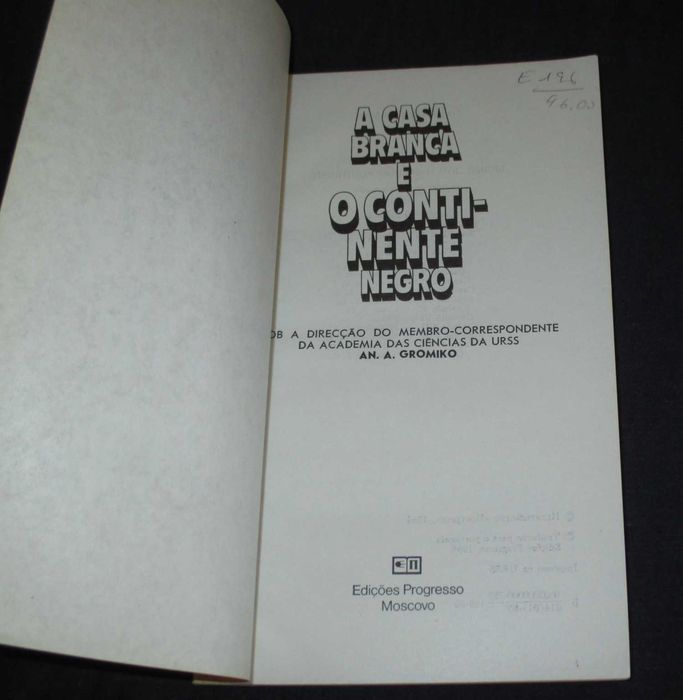 E 196
96.00
A CASA
BRANCA
E
O CONTI-
NENTE
NEGRO
OB A DIRECÇÃO DO MEMBRO-CORRESPONDENTE
DA ACADEMIA DAS CIÊNCIAS DA URSS
AN. A. GROMIKO
Edições Progresso
Moscovo